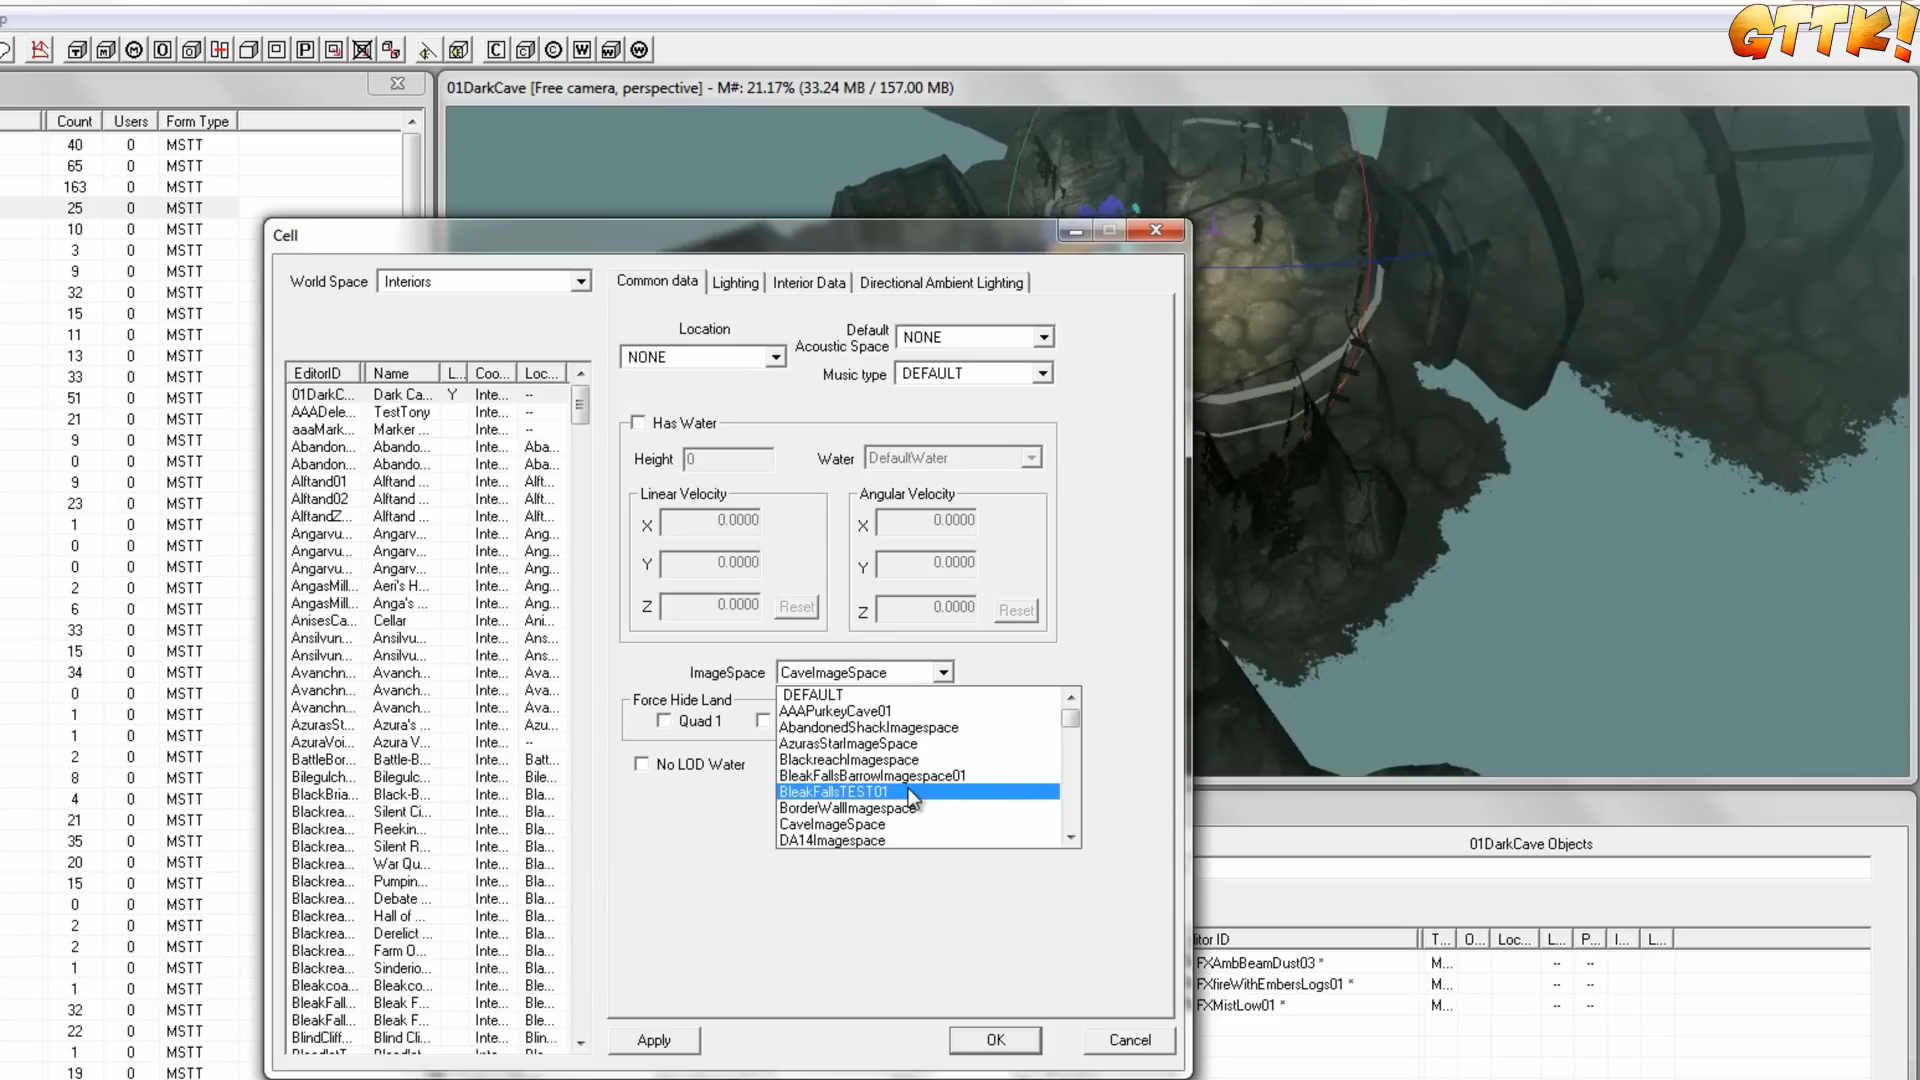 p
GTTK!
P C C W W
01DarkCave [Free camera, perspective] - M#: 21.17% (33.24 MB / 157.00 MB)
Count Users Form Type
40 0 MSTT
65 0 MSTT
163 0 MSTT
25 0 MSTT
10 0 MSTT
3 0 MSTT
9 0 MSTT
32 0 MSTT
15 0 MSTT
11 0 MSTT
13 0 MSTT
33 0 MSTT
51 0 MSTT
21 0 MSTT
9 0 MSTT
0 0 MSTT
9 0 MSTT
23 0 MSTT
1 0 MSTT
0 0 MSTT
0 0 MSTT
2 0 MSTT
6 0 MSTT
33 0 MSTT
15 0 MSTT
34 0 MSTT
0 0 MSTT
1 0 MSTT
1 0 MSTT
2 0 MSTT
8 0 MSTT
4 0 MSTT
21 0 MSTT
35 0 MSTT
20 0 MSTT
15 0 MSTT
0 0 MSTT
2 0 MSTT
2 0 MSTT
1 0 MSTT
1 0 MSTT
32 0 MSTT
22 0 MSTT
1 0 MSTT
19 0 MSTT
Cell
World Space Interiors
EditorID Name L... Coo... Loc...
01DarkC... Dark Ca... Y Inte... --
AAADele... TestTony Inte... --
aaaMark... Marker ... Inte... --
Abandon... Abando... Inte... Aba...
Abandon... Abando... Inte... Aba...
Alftand01 Alftand ... Inte... Alft...
Alftand02 Alftand ... Inte... Alft...
AlftandZ... Alftand ... Inte... Alft...
Angarvu... Angarv... Inte... Ang...
Angarvu... Angarv... Inte... Ang...
Angarvu... Angarv... Inte... Ang...
AngasMill... Aeri's H... Inte... Ang...
AngasMill... Anga's ... Inte... Ang...
AnisesCa... Cellar Inte... Ani...
Ansilvun... Ansilvu... Inte... Ans...
Ansilvun... Ansilvu... Inte... Ans...
Avanchn... Avanch... Inte... Ava...
Avanchn... Avanch... Inte... Ava...
Avanchn... Avanch... Inte... Ava...
AzurasSt... Azura's ... Inte... Azu...
AzuraVoi... Azura V... Inte... --
BattleBor... Battle-B... Inte... Batt...
Bilegulch... Bilegulc... Inte... Bile...
BlackBria... Black-B... Inte... Bla...
Blackrea... Silent Ci... Inte... Bla...
Blackrea... Reekin... Inte... Bla...
Blackrea... Silent R... Inte... Bla...
Blackrea... War Qu... Inte... Bla...
Blackrea... Pumpin... Inte... Bla...
Blackrea... Debate ... Inte... Bla...
Blackrea... Hall of ... Inte... Bla...
Blackrea... Derelict ... Inte... Bla...
Blackrea... Farm O... Inte... Bla...
Blackrea... Sinderio... Inte... Bla...
Bleakcoa... Bleakco... Inte... Ble...
BleakFall... Bleak F... Inte... Ble...
BleakFall... Bleak F... Inte... Ble...
BlindCliff... Blind Cli... Inte... Blin...
Common data Lighting Interior Data Directional Ambient Lighting
Location
NONE
Default Acoustic Space NONE
Music type DEFAULT
Has Water
Height 0 Water DefaultWater
Linear Velocity Angular Velocity
X 0.0000 X 0.0000
Y 0.0000 Y 0.0000
Z 0.0000 Reset Z 0.0000 Reset
ImageSpace CaveImageSpace
Force Hide Land
Quad 1
No LOD Water
DEFAULT
AAAPurkeyCave01
AbandonedShackImagespace
AzurasStarImageSpace
BlackreachImagespace
BleakFallsBarrowImagespace01
BleakFallsTEST01
BorderWallImagespace
CaveImageSpace
DA14Imagespace
Apply OK Cancel
01DarkCave Objects
itor ID T... O... Loc... L... P... I... L...
FXAmbBeamDust03 * M... -- --
FXfireWithEmbersLogs01 * M... -- --
FXMistLow01 * M... -- --